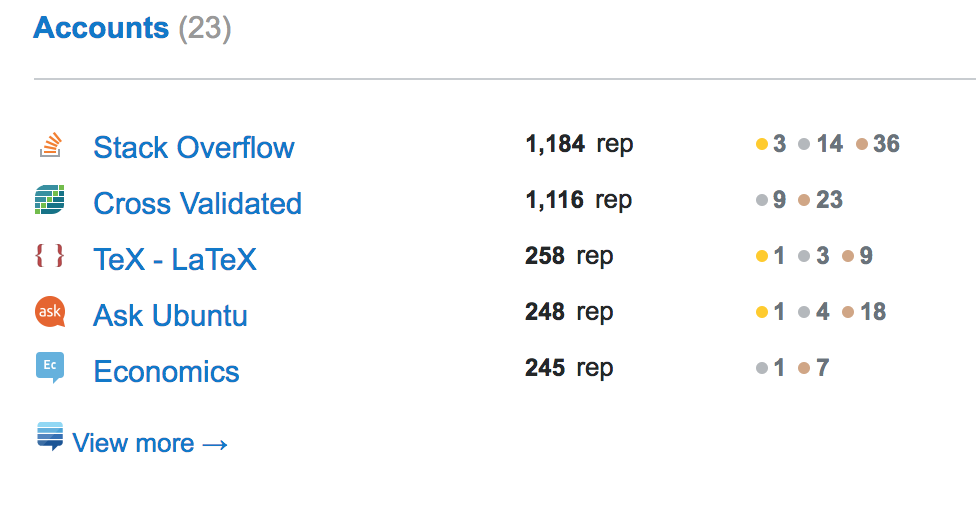 Accounts (23)
Stack Overflow 1,184 rep 3 14 36
Cross Validated 1,116 rep 9 23
{ } TeX - LaTeX 258 rep 1 3 9
ask Ask Ubuntu 248 rep 1 4 18
Ec Economics 245 rep 1 7
View more →